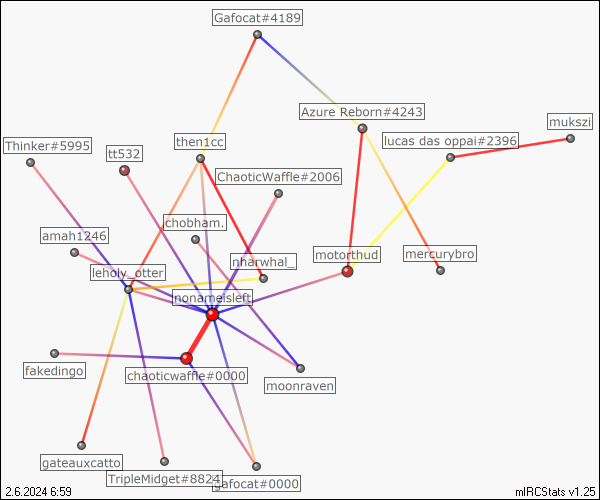 Gafocat#4189
Azure Reborn#4243
mukszi
lucas das oppai#2396
Thinker#5995
then1cc
tt532
ChaoticWaffle#2006
chobham.
amah1246
motorthud
mercurybro
nharwhal_
leholy_otter
nonameisleft
chaoticwaffle#0000
fakedingo
moonraven
gateauxcatto
TripleMidget#8824
gafocat#0000
2.6.2024 6:59
mIRCStats v1.25